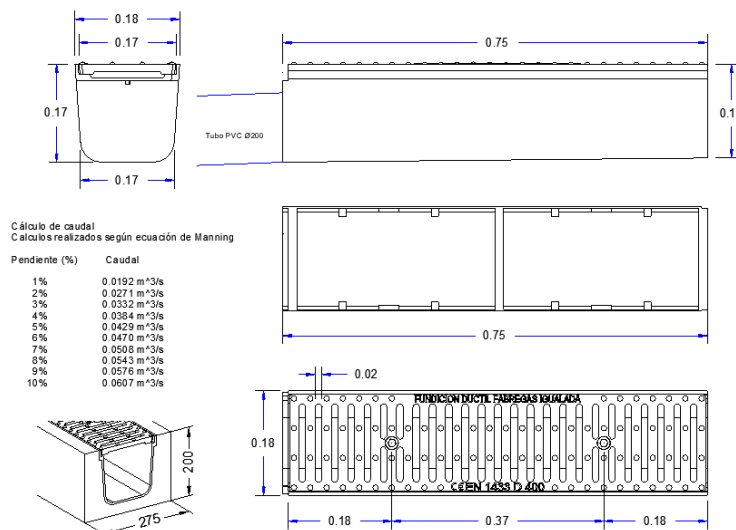 0.18
0.17
0.75
0.17
0.1
Tubo PVC Ø200
0.17
Cálculo de caudal
Calculos realizados según ecuación de Manning
Pendiente (%) Caudal
1% 0.0192 m^3/s
2% 0.0271 m^3/s
3% 0.0332 m^3/s
4% 0.0384 m^3/s
5% 0.0429 m^3/s
6% 0.0470 m^3/s
7% 0.0508 m^3/s
8% 0.0543 m^3/s
9% 0.0576 m^3/s
10% 0.0607 m^3/s
0.75
0.02
FUNDICION DUCTIL FABREGAS IGUALADA
0.18
CE EN 1433 D 400
200
275
0.18 0.37 0.18